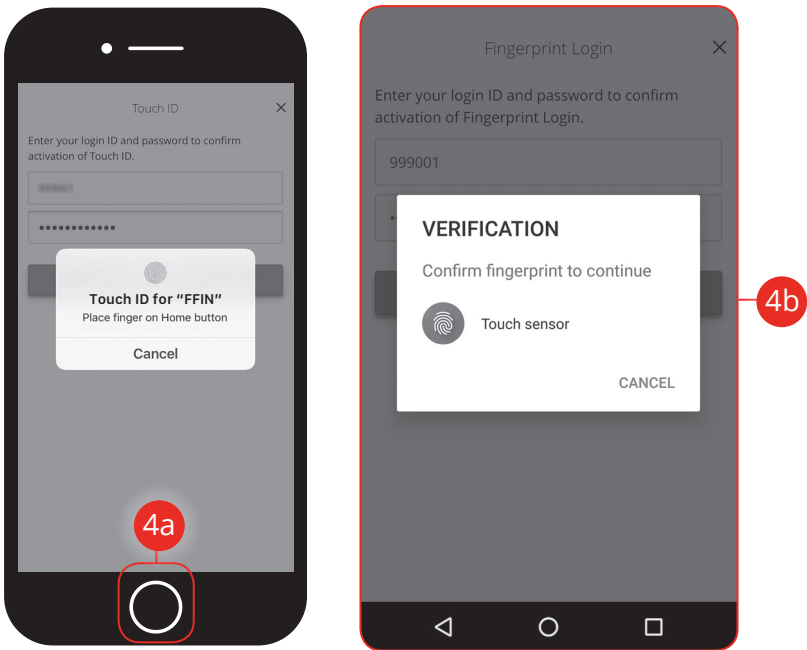 Touch ID
Enter your login ID and password to confirm
activation of Touch ID.
••••••••••••
Touch ID for “FFIN”
Place finger on Home button
Cancel
4a
Fingerprint Login
Enter your login ID and password to confirm
activation of Fingerprint Login.
999001
VERIFICATION
Confirm fingerprint to continue
Touch sensor
CANCEL
4b